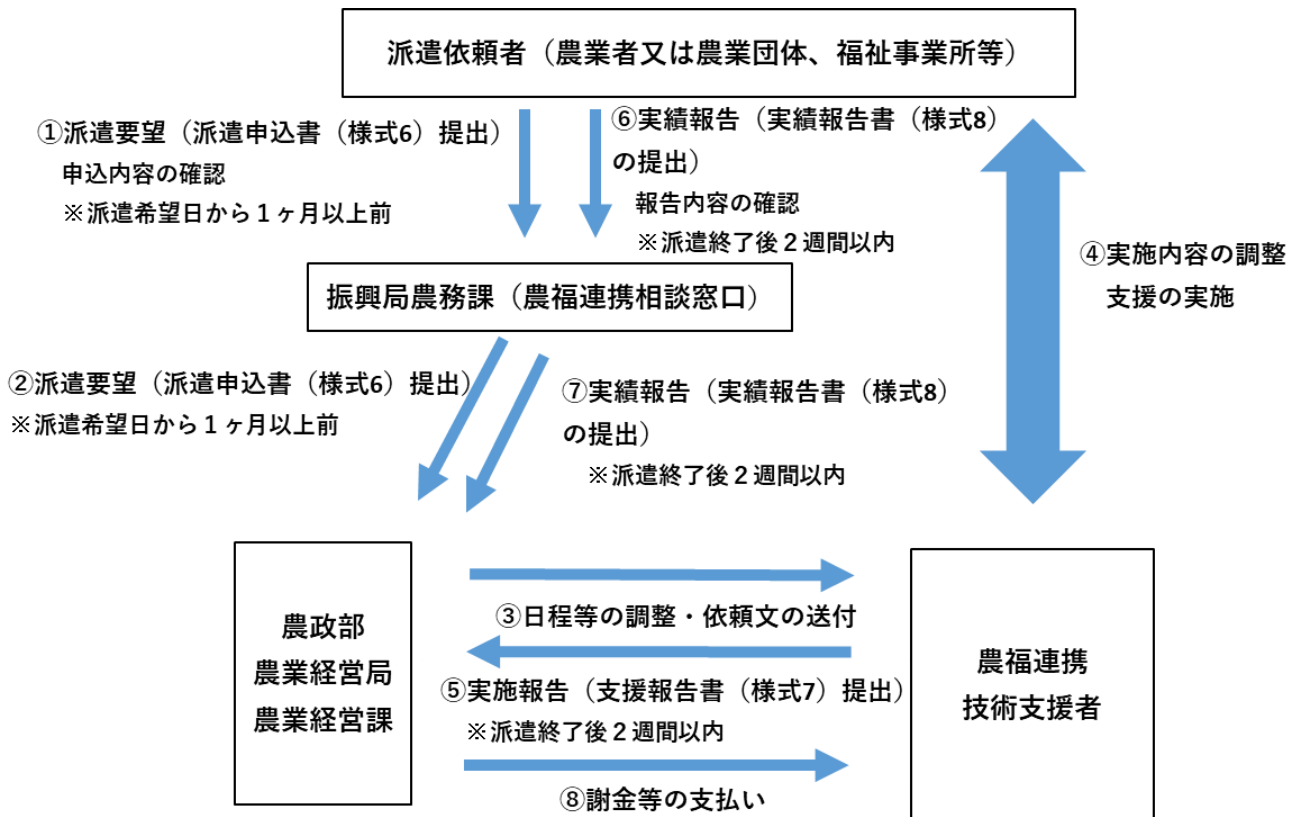 派遣依頼者（農業者又は農業団体、福祉事業所等）
①派遣要望（派遣申込書（様式6）提出）
申込内容の確認
※派遣希望日から１ヶ月以上前
⑥実績報告（実績報告書（様式8）
の提出）
報告内容の確認
※派遣終了後２週間以内
④実施内容の調整
支援の実施
振興局農務課（農福連携相談窓口）
②派遣要望（派遣申込書（様式6）提出）
※派遣希望日から１ヶ月以上前
⑦実績報告（実績報告書（様式8）
の提出）
※派遣終了後２週間以内
農政部
農業経営局
農業経営課
③日程等の調整・依頼文の送付
⑤実施報告（支援報告書（様式7）提出）
※派遣終了後２週間以内
⑧謝金等の支払い
農福連携
技術支援者